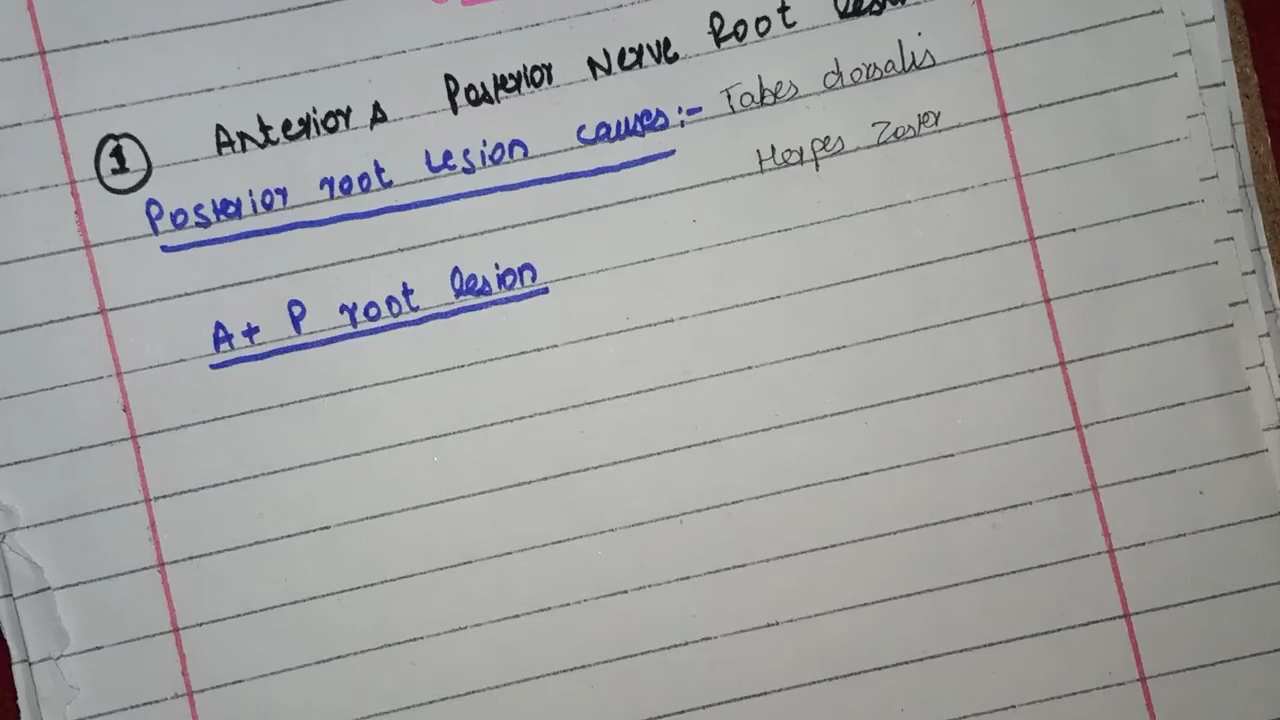 1 Anterior & Posterior Nerve Root
Posterior root Lesion causes:- Tabes dorsalis
Herpes Zoster
A+ P root lesion